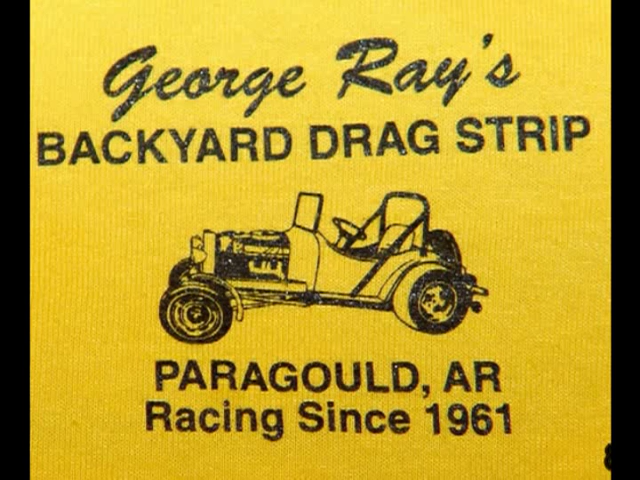 George Ray's
BACKYARD DRAG STRIP
PARAGOULD, AR
Racing Since 1961